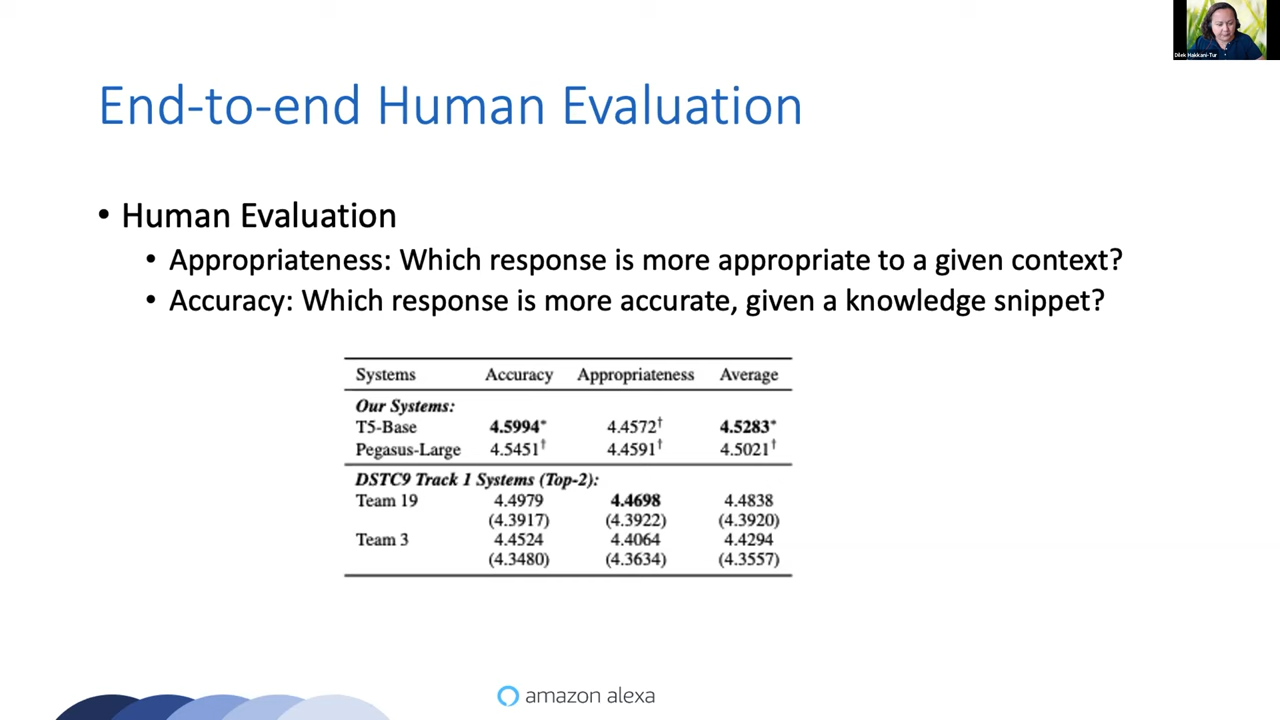 Dilek Hakkani-Tur
End-to-end Human Evaluation
• Human Evaluation
• Appropriateness: Which response is more appropriate to a given context?
• Accuracy: Which response is more accurate, given a knowledge snippet?
Systems Accuracy Appropriateness Average
Our Systems:
T5-Base 4.5994* 4.4572† 4.5283*
Pegasus-Large 4.5451† 4.4591† 4.5021†
DSTC9 Track 1 Systems (Top-2):
Team 19 4.4979 4.4698 4.4838
(4.3917) (4.3922) (4.3920)
Team 3 4.4524 4.4064 4.4294
(4.3480) (4.3634) (4.3557)
amazon alexa